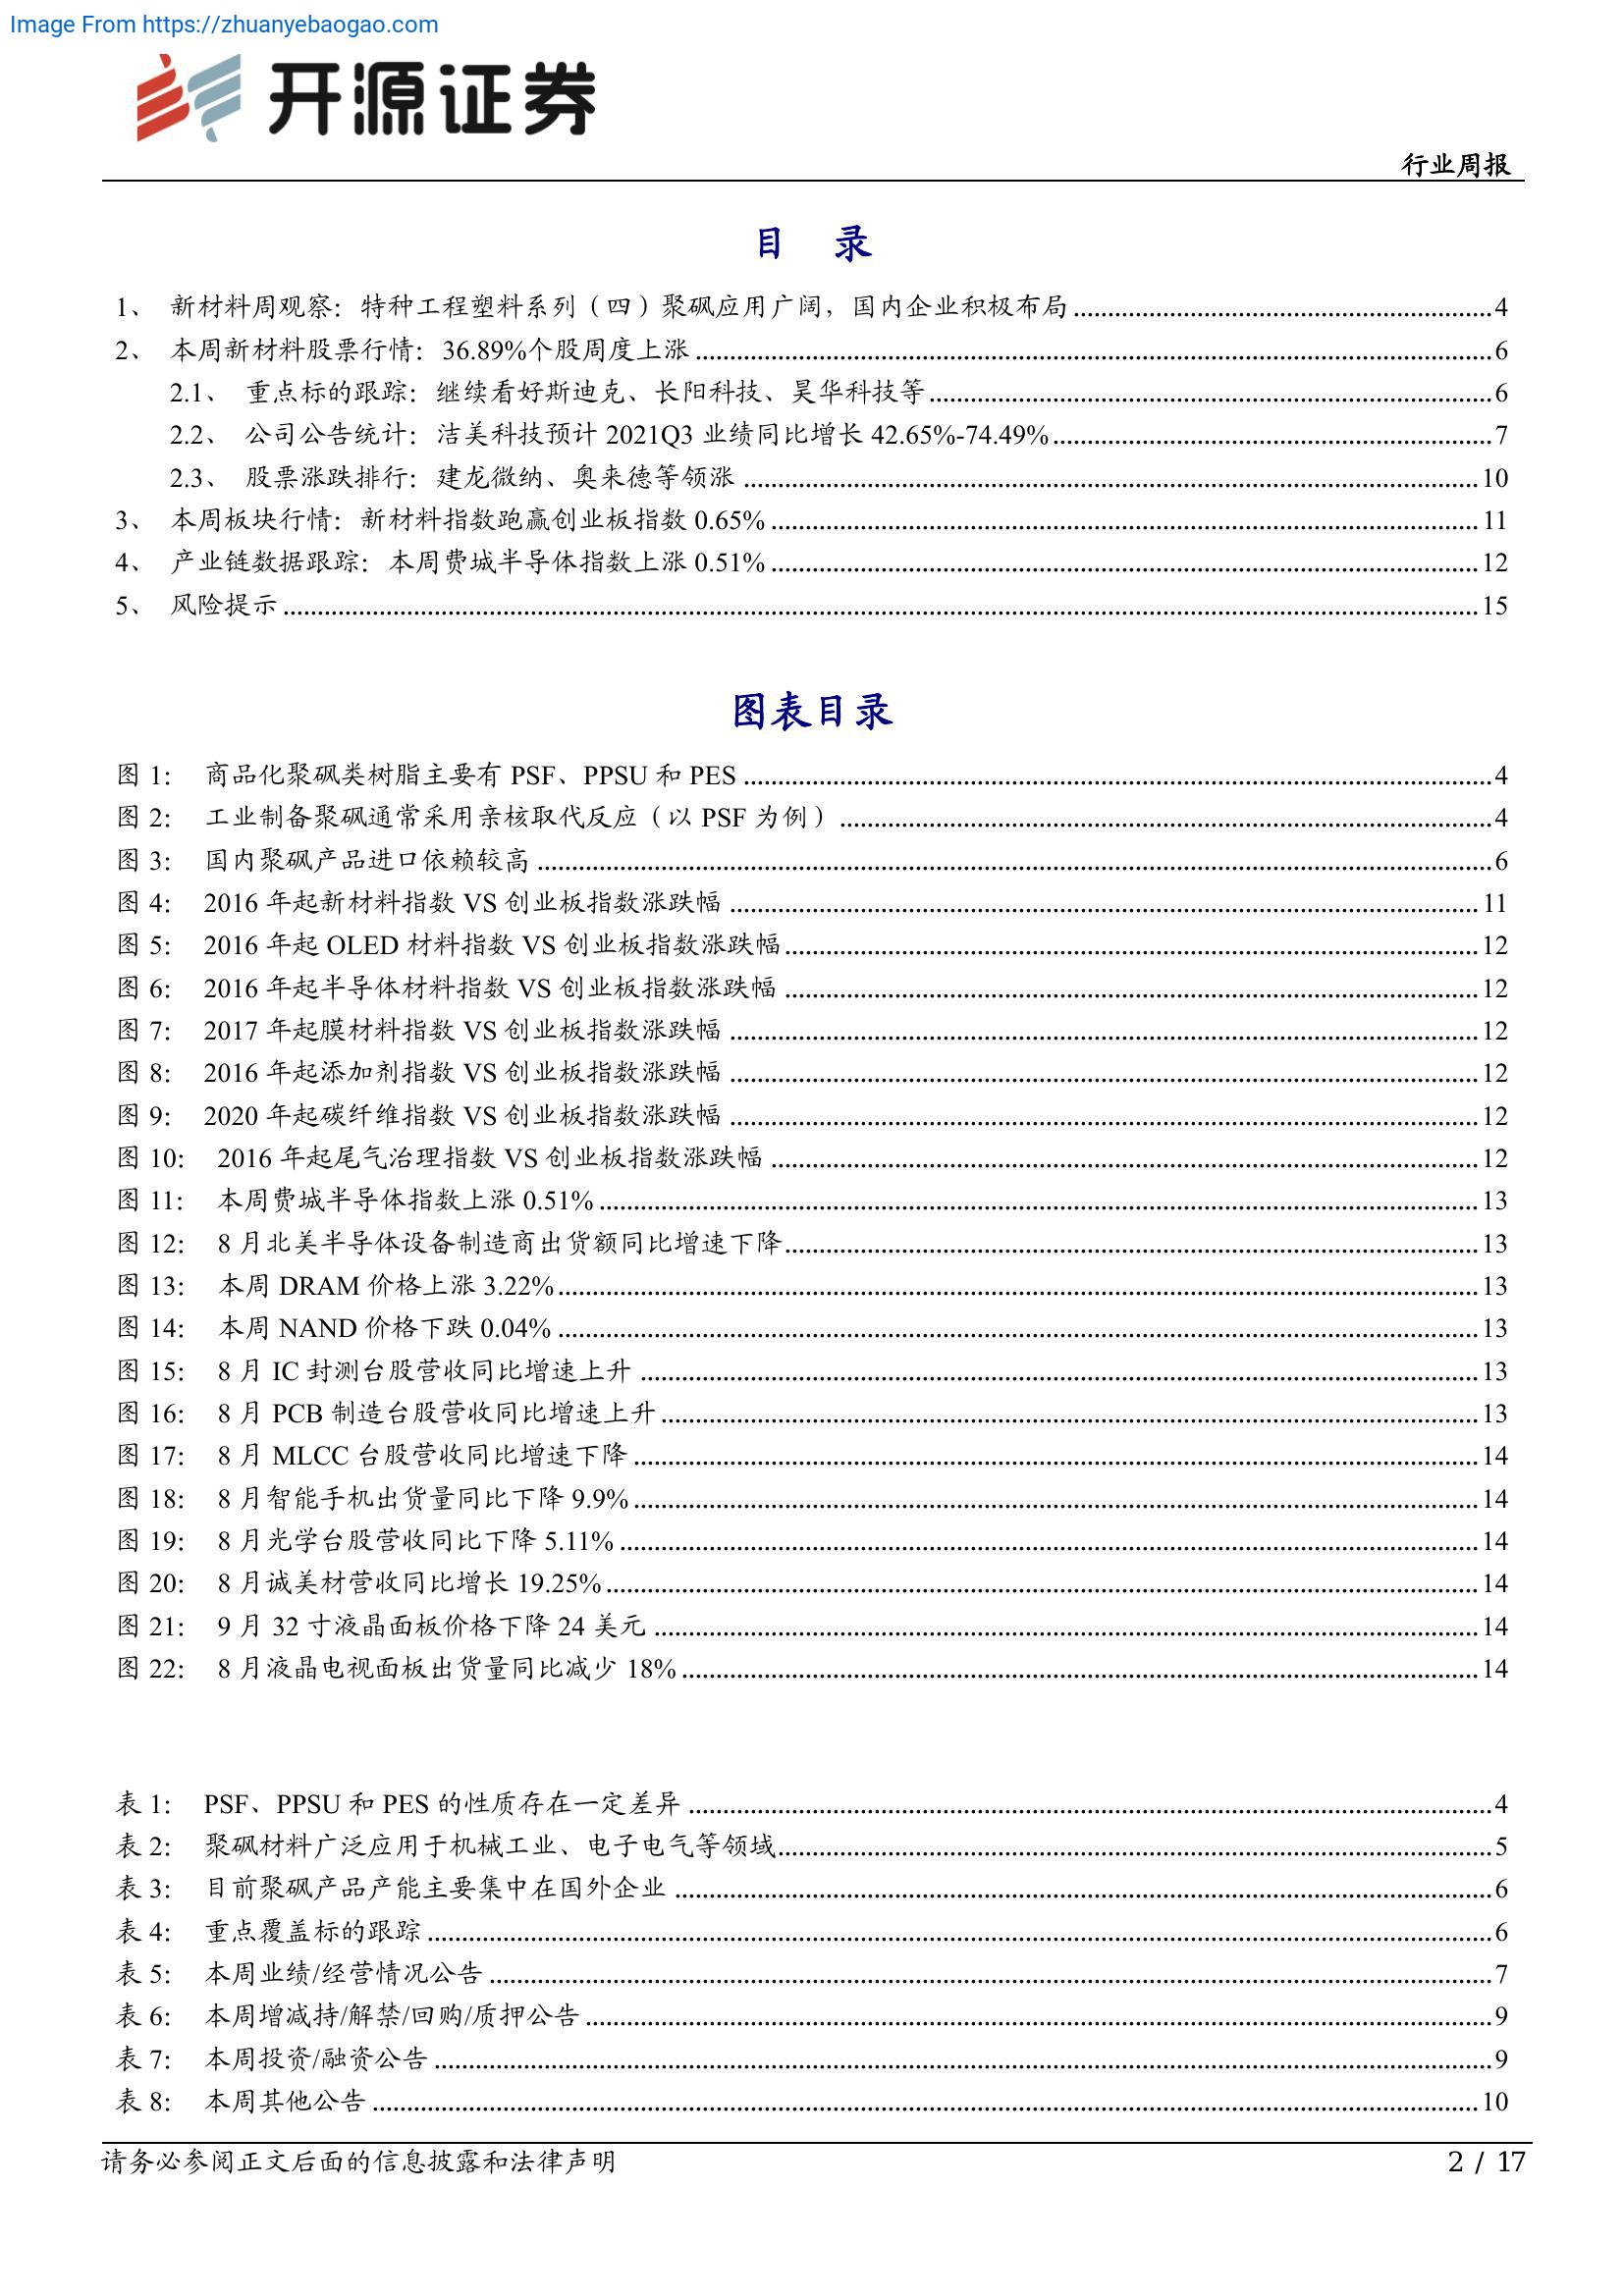 Image From https://zhuanyebaogao.com
开源证券
行业周报
目 录
1、 新材料周观察：特种工程塑料系列（四）聚砜应用广阔，国内企业积极布局 4
2、 本周新材料股票行情：36.89%个股周度上涨 6
2.1、 重点标的跟踪：继续看好斯迪克、长阳科技、昊华科技等 6
2.2、 公司公告统计：洁美科技预计 2021Q3 业绩同比增长 42.65%-74.49% 7
2.3、 股票涨跌排行：建龙微纳、奥来德等领涨 10
3、 本周板块行情：新材料指数跑赢创业板指数 0.65% 11
4、 产业链数据跟踪：本周费城半导体指数上涨 0.51% 12
5、 风险提示 15
图表目录
图 1： 商品化聚砜类树脂主要有 PSF、PPSU 和 PES 4
图 2： 工业制备聚砜通常采用亲核取代反应（以 PSF 为例） 4
图 3： 国内聚砜产品进口依赖较高 6
图 4： 2016 年起新材料指数 VS 创业板指数涨跌幅 11
图 5： 2016 年起 OLED 材料指数 VS 创业板指数涨跌幅 12
图 6： 2016 年起半导体材料指数 VS 创业板指数涨跌幅 12
图 7： 2017 年起膜材料指数 VS 创业板指数涨跌幅 12
图 8： 2016 年起添加剂指数 VS 创业板指数涨跌幅 12
图 9： 2020 年起碳纤维指数 VS 创业板指数涨跌幅 12
图 10： 2016 年起尾气治理指数 VS 创业板指数涨跌幅 12
图 11： 本周费城半导体指数上涨 0.51% 13
图 12： 8 月北美半导体设备制造商出货额同比增速下降 13
图 13： 本周 DRAM 价格上涨 3.22% 13
图 14： 本周 NAND 价格下跌 0.04% 13
图 15： 8 月 IC 封测台股营收同比增速上升 13
图 16： 8 月 PCB 制造台股营收同比增速上升 13
图 17： 8 月 MLCC 台股营收同比增速下降 14
图 18： 8 月智能手机出货量同比下降 9.9% 14
图 19： 8 月光学台股营收同比下降 5.11% 14
图 20： 8 月诚美材营收同比增长 19.25% 14
图 21： 9 月 32 寸液晶面板价格下降 24 美元 14
图 22： 8 月液晶电视面板出货量同比减少 18% 14
表 1： PSF、PPSU 和 PES 的性质存在一定差异 4
表 2： 聚砜材料广泛应用于机械工业、电子电气等领域 5
表 3： 目前聚砜产品产能主要集中在国外企业 6
表 4： 重点覆盖标的跟踪 6
表 5： 本周业绩/经营情况公告 7
表 6： 本周增减持/解禁/回购/质押公告 9
表 7： 本周投资/融资公告 9
表 8： 本周其他公告 10
请务必参阅正文后面的信息披露和法律声明 2 / 17